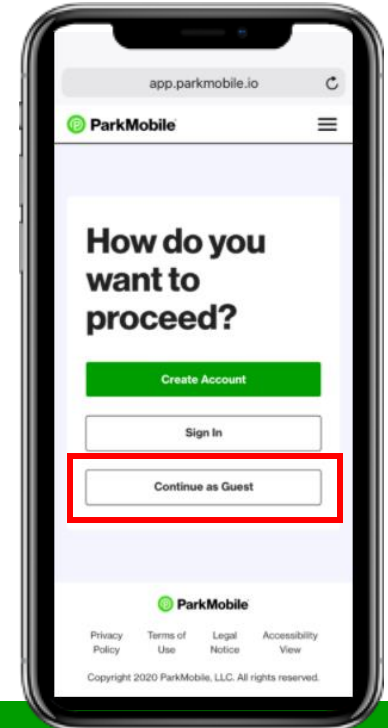 app.parkmobile.io
ParkMobile
How do you
want to
proceed?
Create Account
Sign In
Continue as Guest
ParkMobile
Privacy Policy Terms of Use Legal Notice Accessibility View
Copyright 2020 ParkMobile, LLC. All rights reserved.